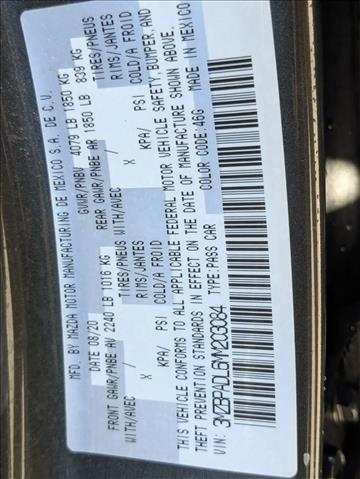 MFD. BY MAZDA MOTOR MANUFACTURING DE MEXICO S.A. DE C.V.
DATE 08/20 GVWR/PNBV 4079 LB 1850 KG
FRONT GAWR/PNBE AV 2240 LB 1016 KG REAR GAWR/PNBE AR 1850 LB 839 KG
WITH/AVEC TIRES/PNEUS WITH/AVEC TIRES/PNEUS
/ X RIMS/JANTES / X RIMS/JANTES
KPA/ PSI COLD/A FROID KPA/ PSI COLD/A FROID
THIS VEHICLE CONFORMS TO ALL APPLICABLE FEDERAL MOTOR VEHICLE SAFETY, BUMPER, AND
THEFT PREVENTION STANDARDS IN EFFECT ON THE DATE OF MANUFACTURE SHOWN ABOVE.
VIN: 3MZBPADL6MM203084 TYPE:PASS CAR COLOR CODE:46G MADE IN MEXICO